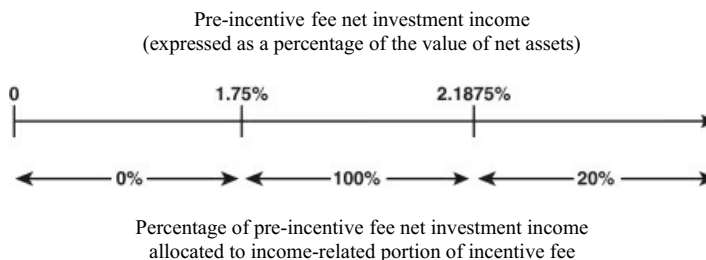 Pre-incentive fee net investment income
(expressed as a percentage of the value of net assets)
0 1.75% 2.1875%
0% 100% 20%
Percentage of pre-incentive fee net investment income
allocated to income-related portion of incentive fee